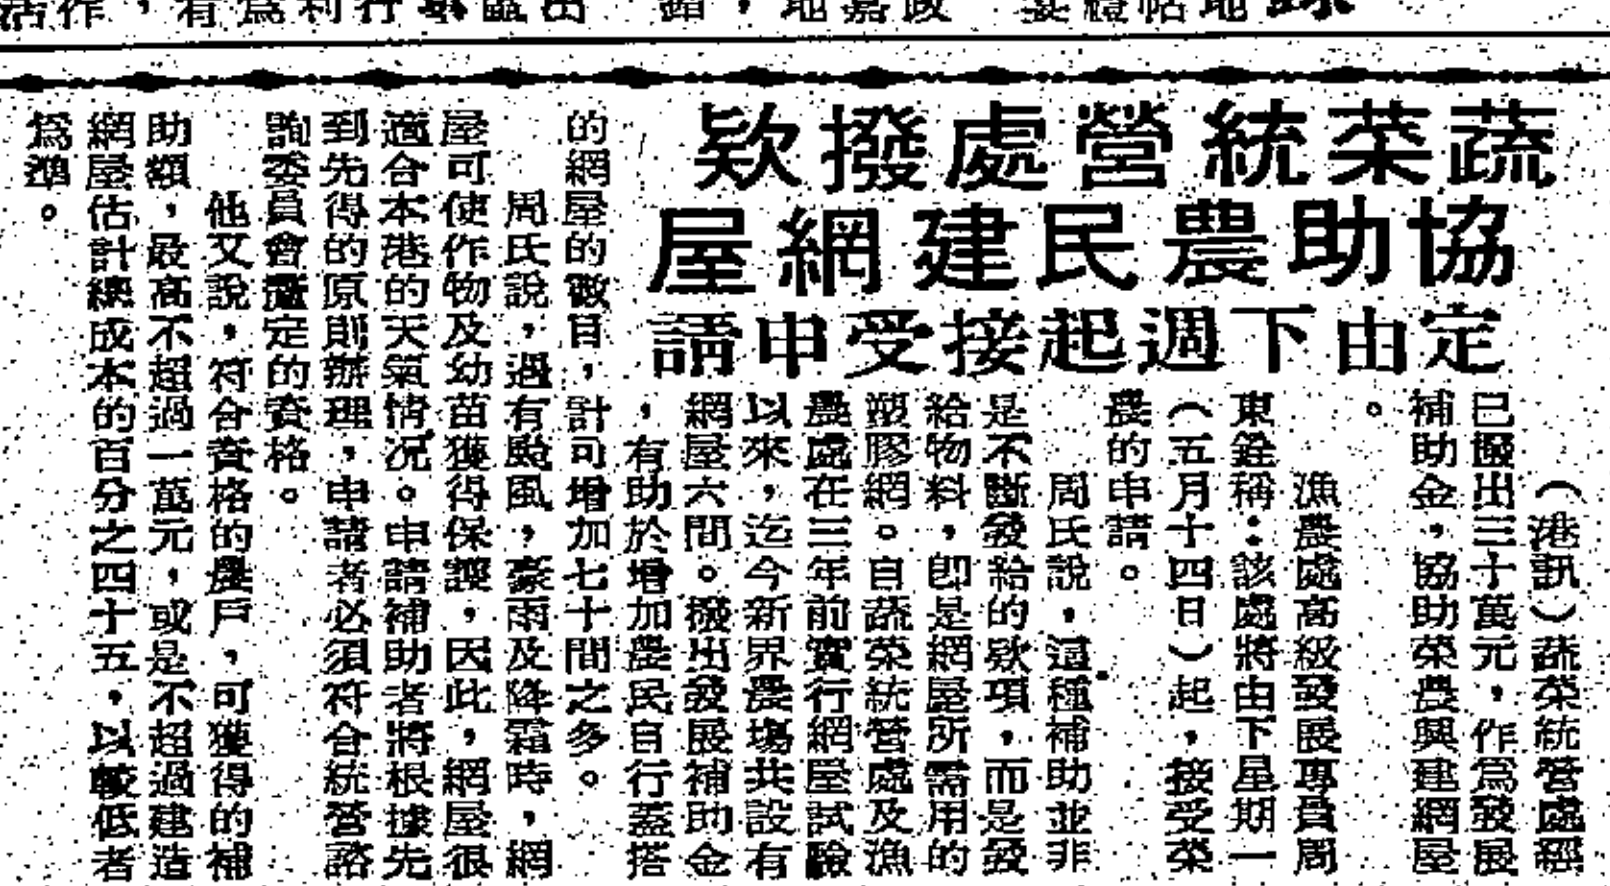 蔬菜統營處撥欵
協助農民建網屋
定由下週起接受申請
（港訊）蔬菜統營處經
已撥出三十萬元，作為發展
補助金，協助菜農興建網屋
。
漁農處高級發展專員周
東銓稱：該處將由下星期一
（五月十四日）起，接受菜
農的申請。
周氏說，這種補助並非
是不斷發給的欵項，而是發
給物料，即是網屋所需用的
塑膠網。自蔬菜統營處及漁
農處在三年前實行網屋試驗
以來，迄今新界農場共設有
網屋六間。撥出發展補助金
，有助於增加農民自行蓋搭
的網屋的數目，計可增加七十間之多。
周氏說，遇有颱風，豪雨及降霜時，網
屋可使作物及幼苗獲得保護，因此，網屋很
適合本港的天氣情况。申請補助者將根據先
到先得的原則辦理，申請者必須符合統營諮
詢委員會釐定的資格。
他又說，符合資格的農戶，可獲得的補
助額，最高不超過一萬元，或是不超過建造
網屋估計總成本的百分之四十五，以較低者
為準。